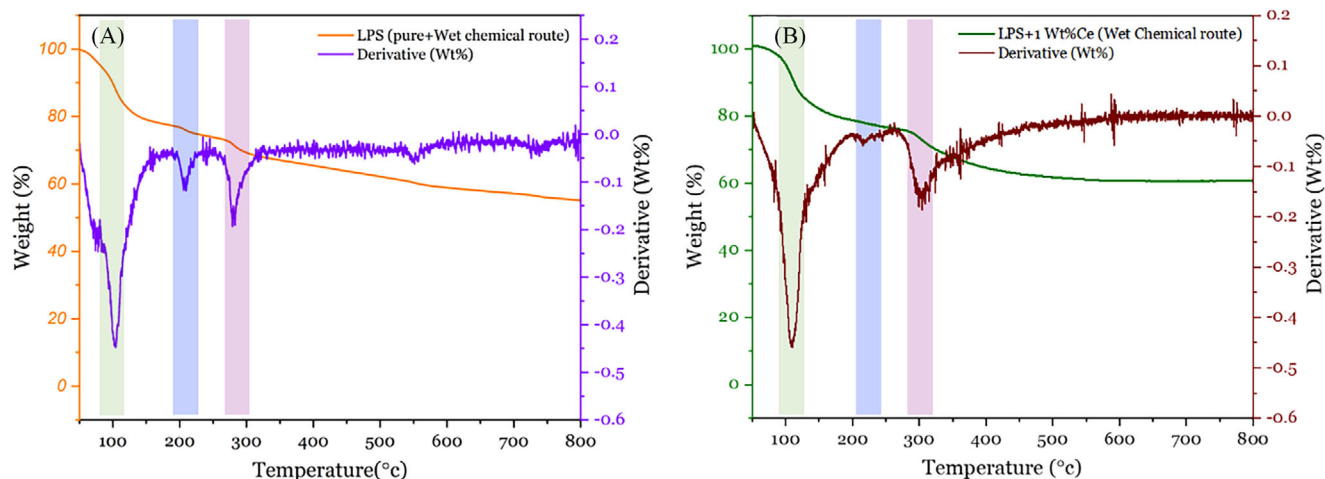 (A)
LPS (pure+Wet chemical route)
Derivative (Wt%)
Weight (%)
100
80
60
40
20
0
0.2
0.1
0.0
-0.1
-0.2
-0.3
-0.4
-0.5
-0.6
Derivative (Wt%)
100 200 300 400 500 600 700 800
Temperature(°c)
(B)
LPS+1 Wt%Ce (Wet Chemical route)
Derivative (Wt%)
Weight (%)
100
80
60
40
20
0
0.2
0.1
0.0
-0.1
-0.2
-0.3
-0.4
-0.5
-0.6
Derivative (Wt%)
100 200 300 400 500 600 700 800
Temperature (°c)